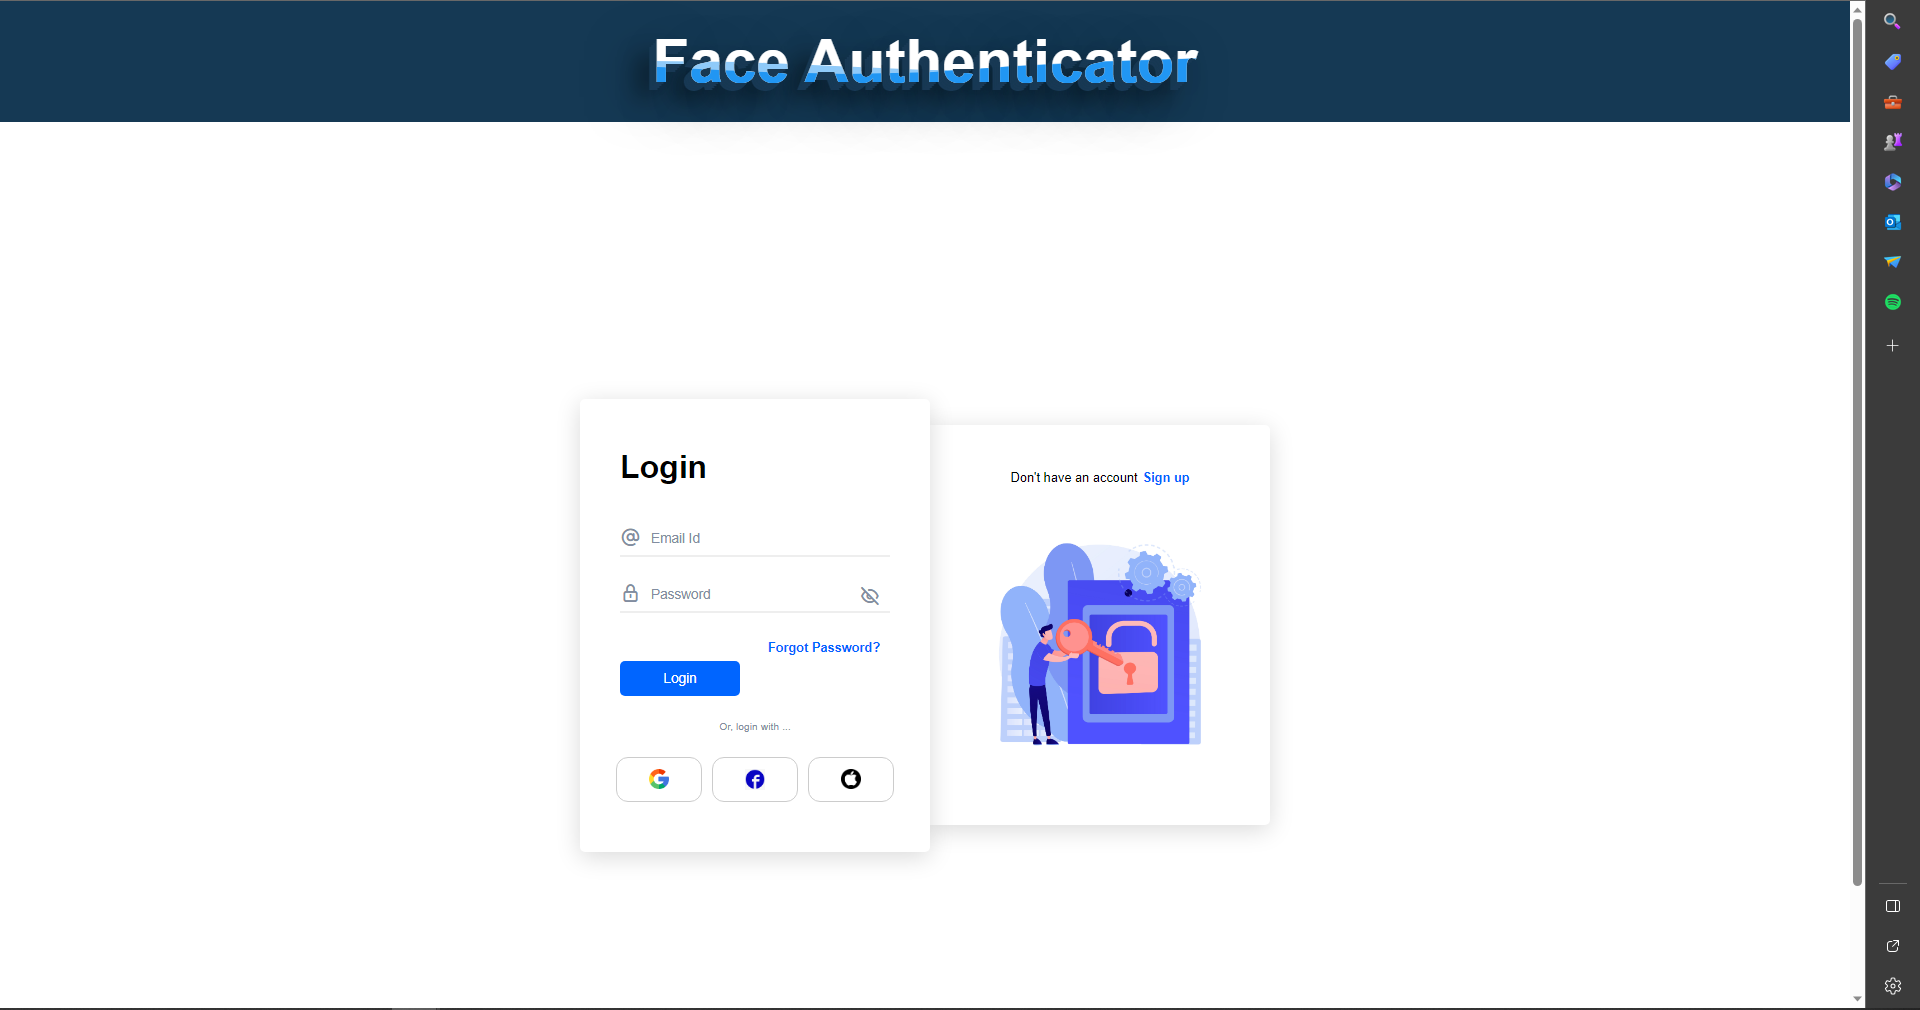 Face Authenticator
Login
Email Id
Password
Forgot Password?
Login
Or, login with ...
Don't have an account Sign up